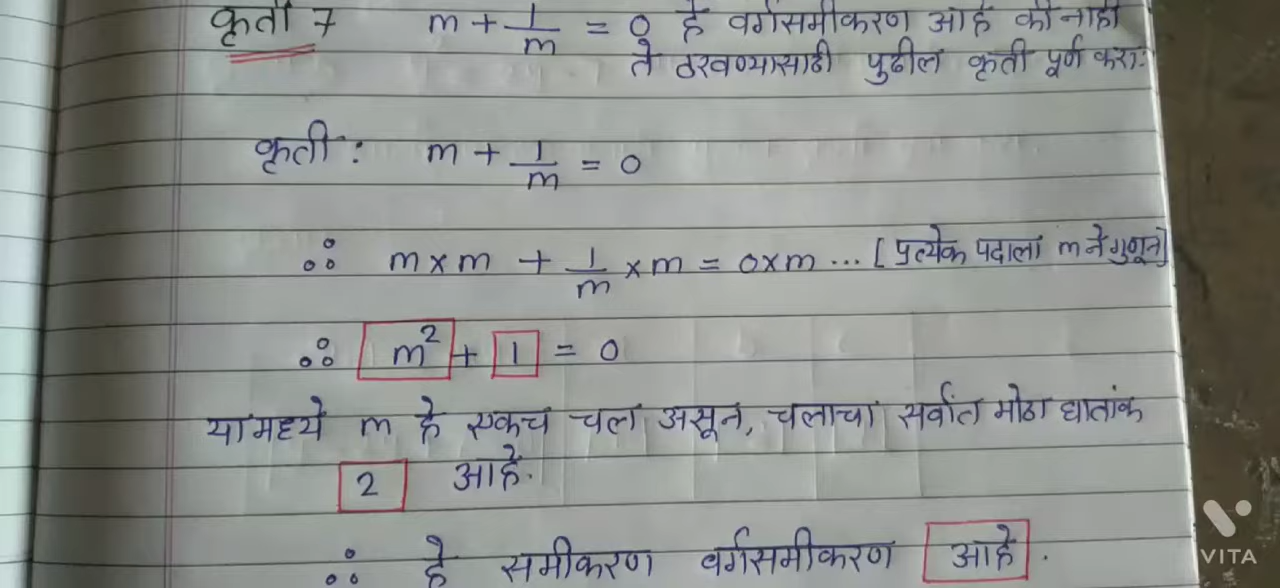 कृती 7 m + 1/m = 0 हे वर्गसमीकरण आहे की नाही
ते ठरवण्यासाठी पुढील कृती पूर्ण करा:
कृती: m + 1/m = 0
∴ m × m + 1/m × m = 0 × m ... [प्रत्येक पदाला m ने गुणून]
∴ m² + 1 = 0
यामध्ये m हे एकच चल असून, चलाचा सर्वात मोठा घातांक
2 आहे.
∴ हे समीकरण वर्गसमीकरण आहे.
VITA